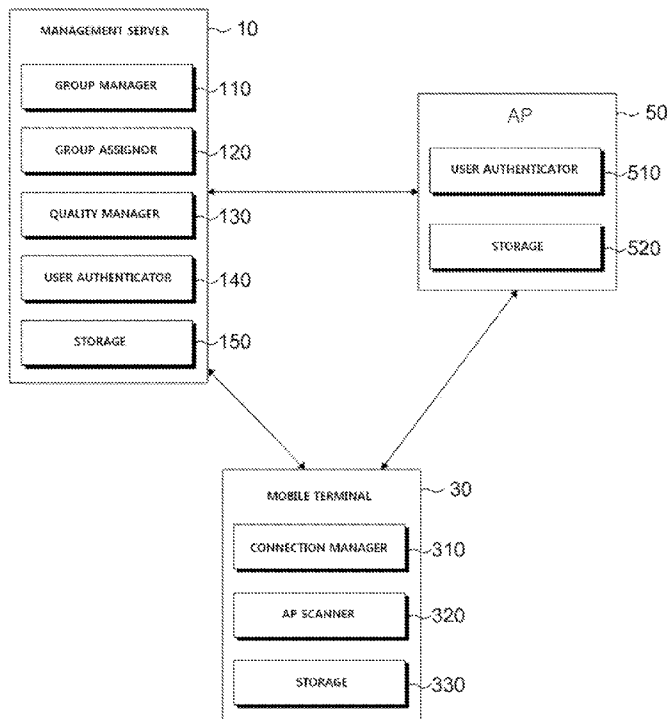 MANAGEMENT SERVER 10
GROUP MANAGER 110
GROUP ASSIGNOR 120
QUALITY MANAGER 130
USER AUTHENTICATOR 140
STORAGE 150
AP 50
USER AUTHENTICATOR 510
STORAGE 520
MOBILE TERMINAL 30
CONNECTION MANAGER 310
AP SCANNER 320
STORAGE 330